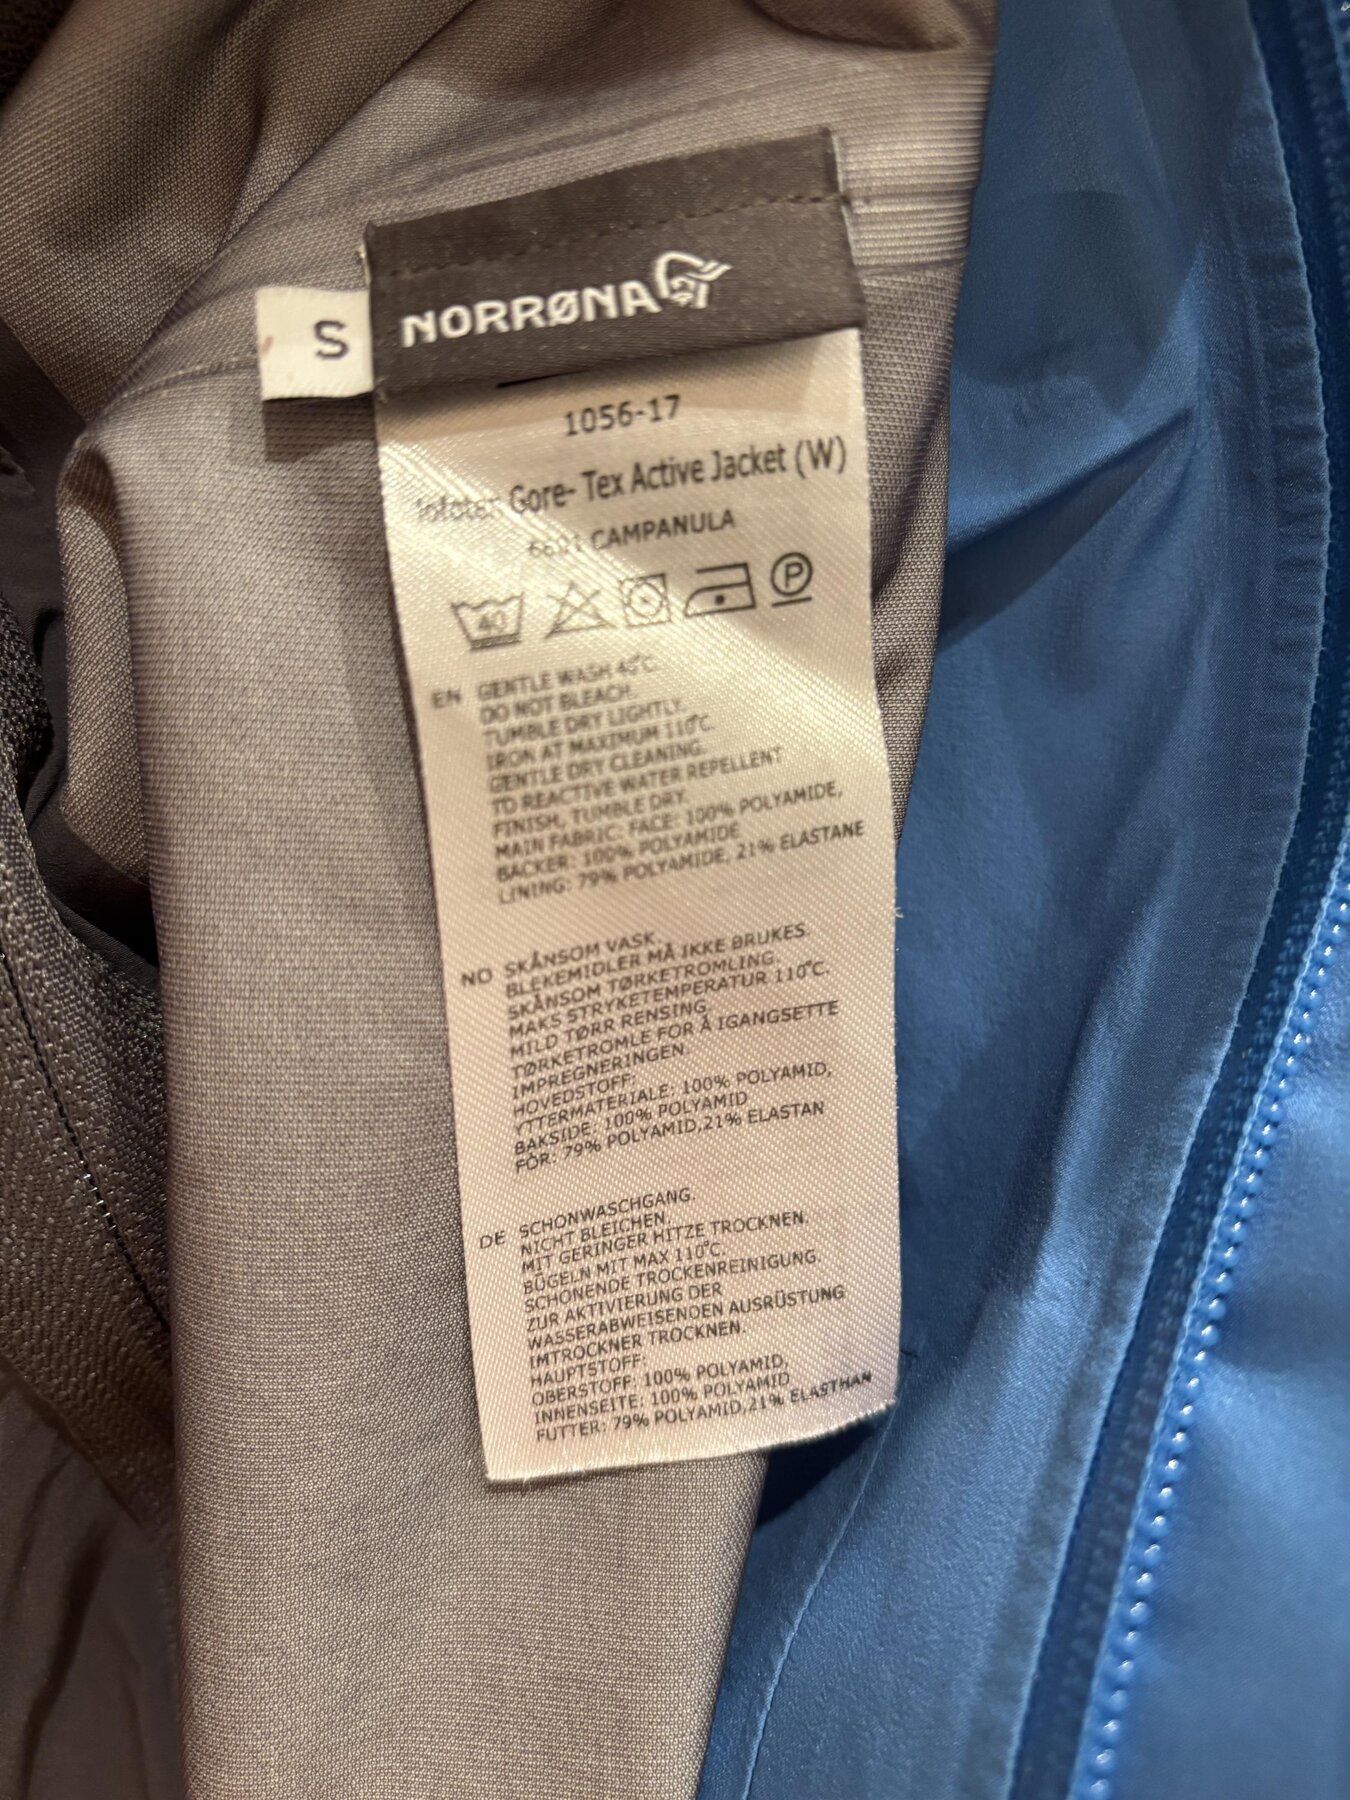 S
NORRØNA
1056-17
Gore- Tex Active Jacket (W)
CAMPANULA
40
P
EN GENTLE WASH 40°C.
DO NOT BLEACH.
TUMBLE DRY LIGHTLY.
IRON AT MAXIMUM 110°C.
GENTLE DRY CLEANING.
TO REACTIVE WATER REPELLENT
FINISH, TUMBLE DRY.
MAIN FABRIC: FACE: 100% POLYAMIDE,
BACKER: 100% POLYAMIDE
LINING: 79% POLYAMIDE, 21% ELASTANE
NO SKÅNSOM VASK.
BLEKEMIDLER MÅ IKKE BRUKES
SKÅNSOM TØRKETROMLING.
MAKS STRYKETEMPERATUR 110°C.
MILD TØRR RENSING
TØRKETROMLE FOR Å IGANGSETTE
IMPREGNERINGEN.
HOVEDSTOFF:
YTTERMATERIALE: 100% POLYAMID,
BAKSIDE: 100% POLYAMID
FÒR: 79% POLYAMID,21% ELASTAN
DE SCHONWASCHGANG.
NICHT BLEICHEN.
MIT GERINGER HITZE TROCKNEN.
BÜGELN MIT MAX 110°C.
SCHONENDE TROCKENREINIGUNG.
ZUR AKTIVIERUNG DER
WASSERABWEISENDEN AUSRÜSTUNG
IMTROCKNER TROCKNEN.
HAUPTSTOFF:
OBERSTOFF: 100% POLYAMID,
INNENSEITE: 100% POLYAMID
FUTTER: 79% POLYAMID,21% ELASTHAN